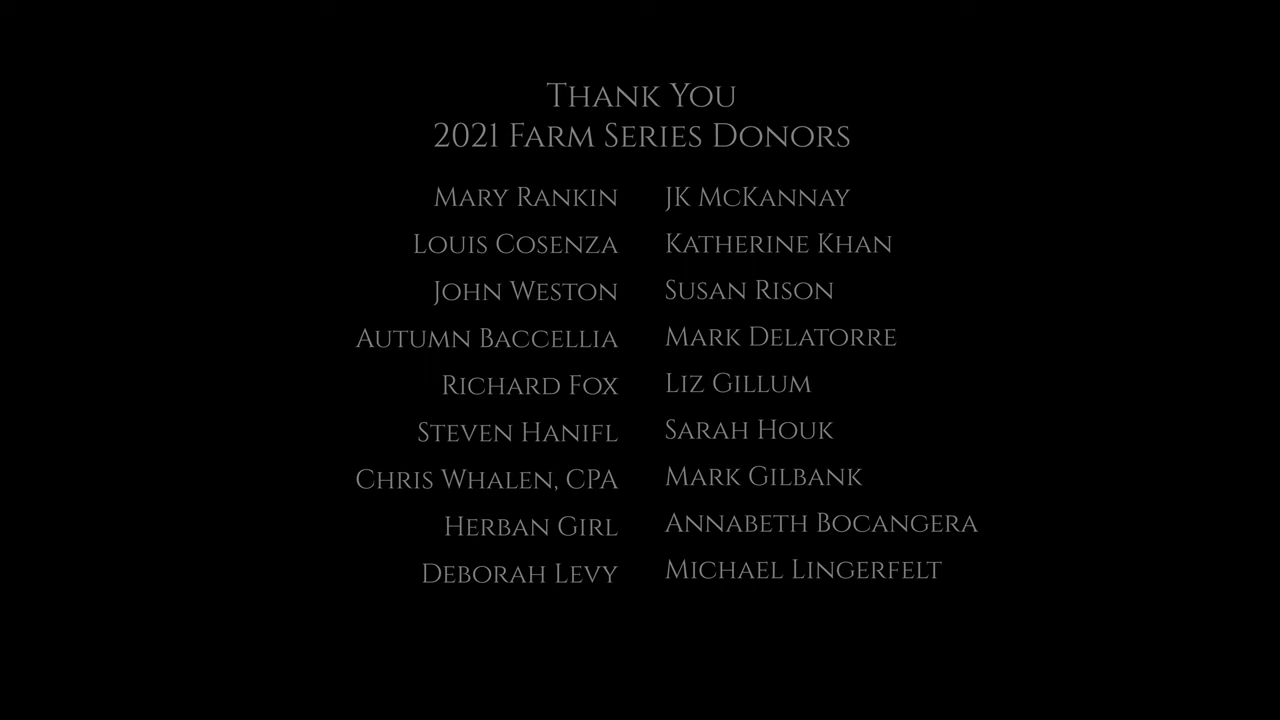 Thank You
2021 Farm Series Donors
Mary Rankin
Louis Cosenza
John Weston
Autumn Baccellia
Richard Fox
Steven Hanifl
Chris Whalen, CPA
Herban Girl
Deborah Levy
JK McKannay
Katherine Khan
Susan Rison
Mark Delatorre
Liz Gillum
Sarah Houk
Mark Gilbank
Annabeth Bocangera
Michael Lingerfelt